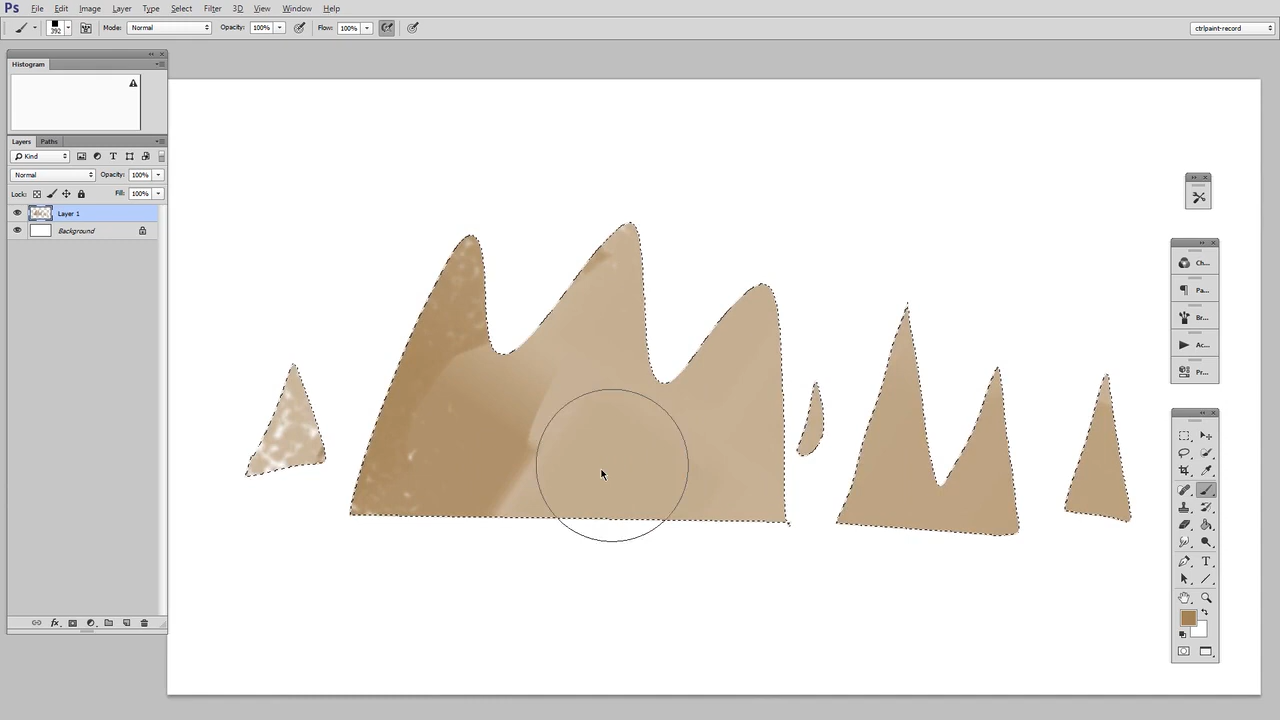 Ps File Edit Image Layer Type Select Filter 3D View Window Help
392 Mode: Normal Opacity: 100% Flow: 100% ctrlpaint-record
Histogram
Layers Paths
Kind T
Normal Opacity: 100%
Lock: Fill: 100%
Layer 1
Background
fx
Ch...
Pa...
Br...
Ac...
Pr...
T